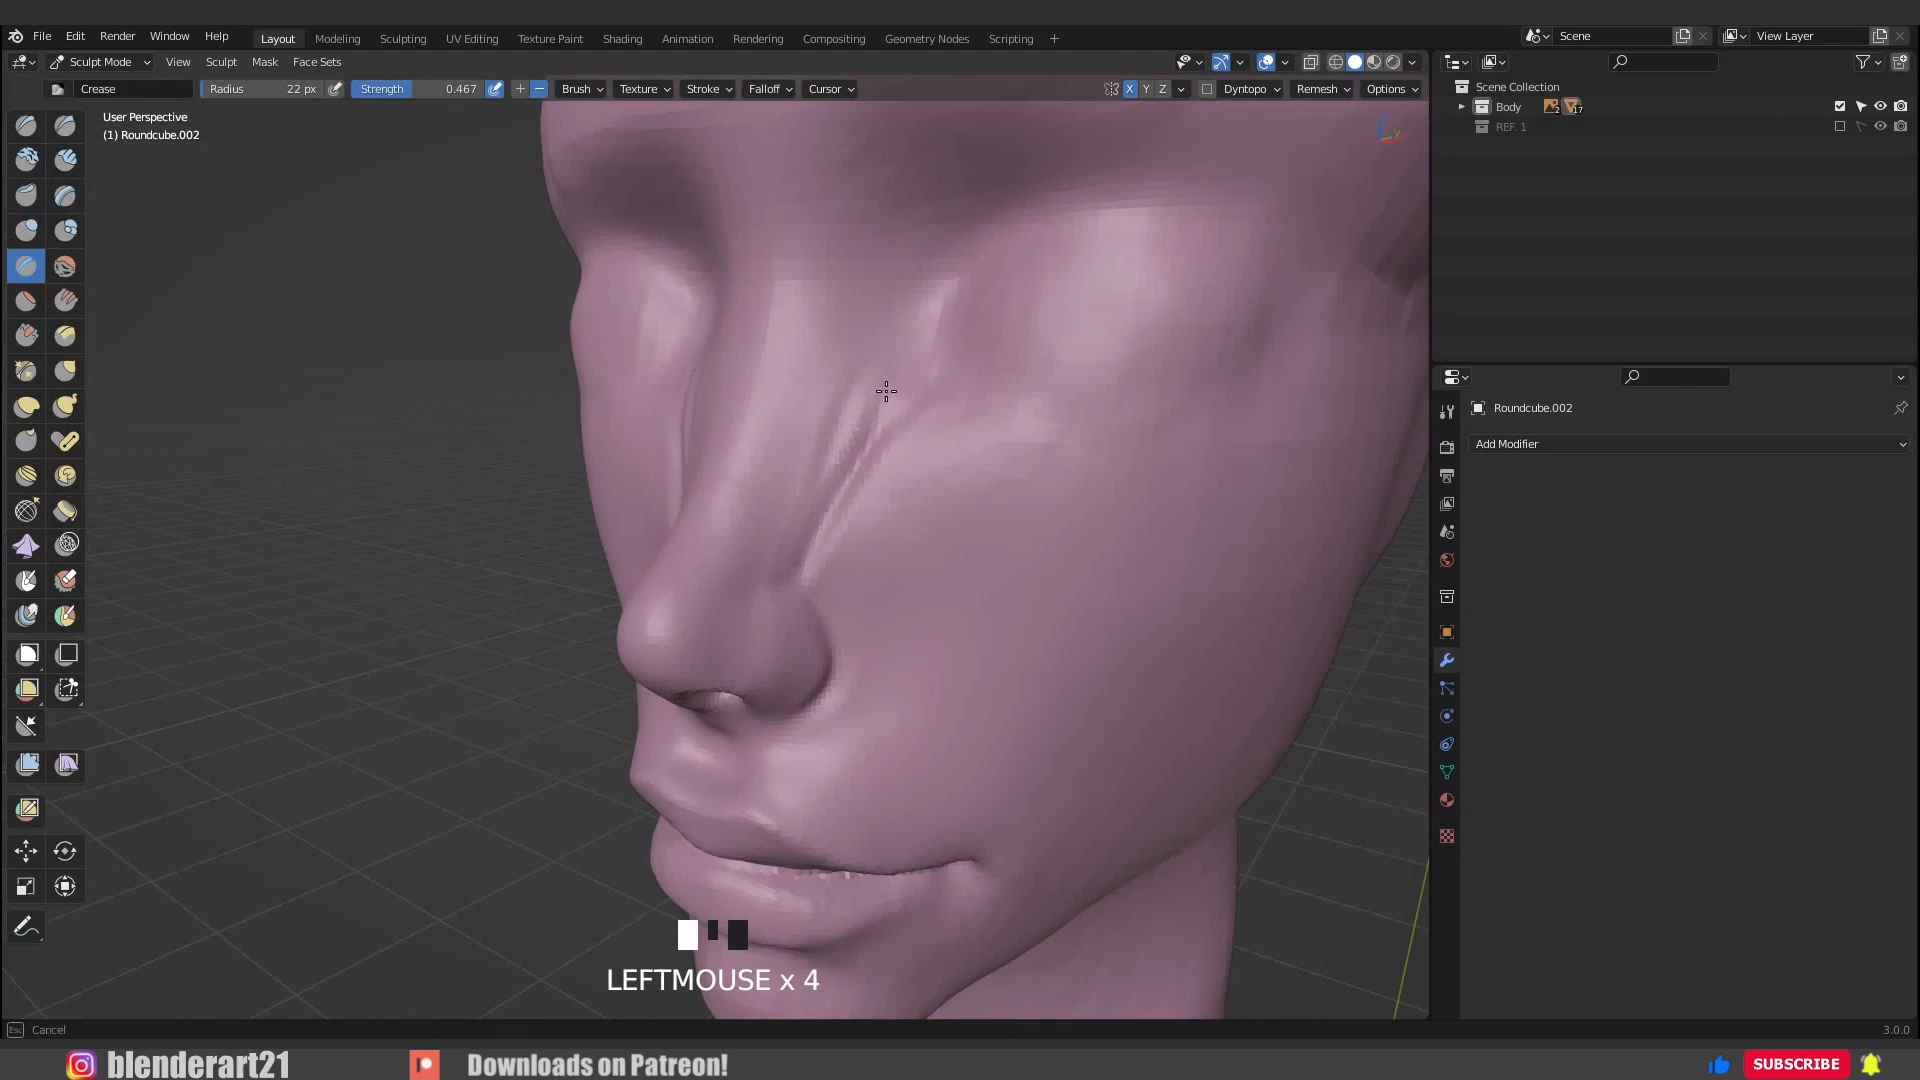 File Edit Render Window Help Layout Modeling Sculpting UV Editing Texture Paint Shading Animation Rendering Compositing Geometry Nodes Scripting + Scene View Layer
Sculpt Mode View Sculpt Mask Face Sets
Crease Radius 22 px Strength 0.467 Brush Texture Stroke Falloff Cursor X Y Z Dyntopo Remesh Options
User Perspective
(1) Roundcube.002
Scene Collection
Body 2 17
REF. 1
Roundcube.002
Add Modifier
LEFTMOUSE x 4
Esc Cancel 3.0.0
blenderart21 Downloads on Patreon! SUBSCRIBE